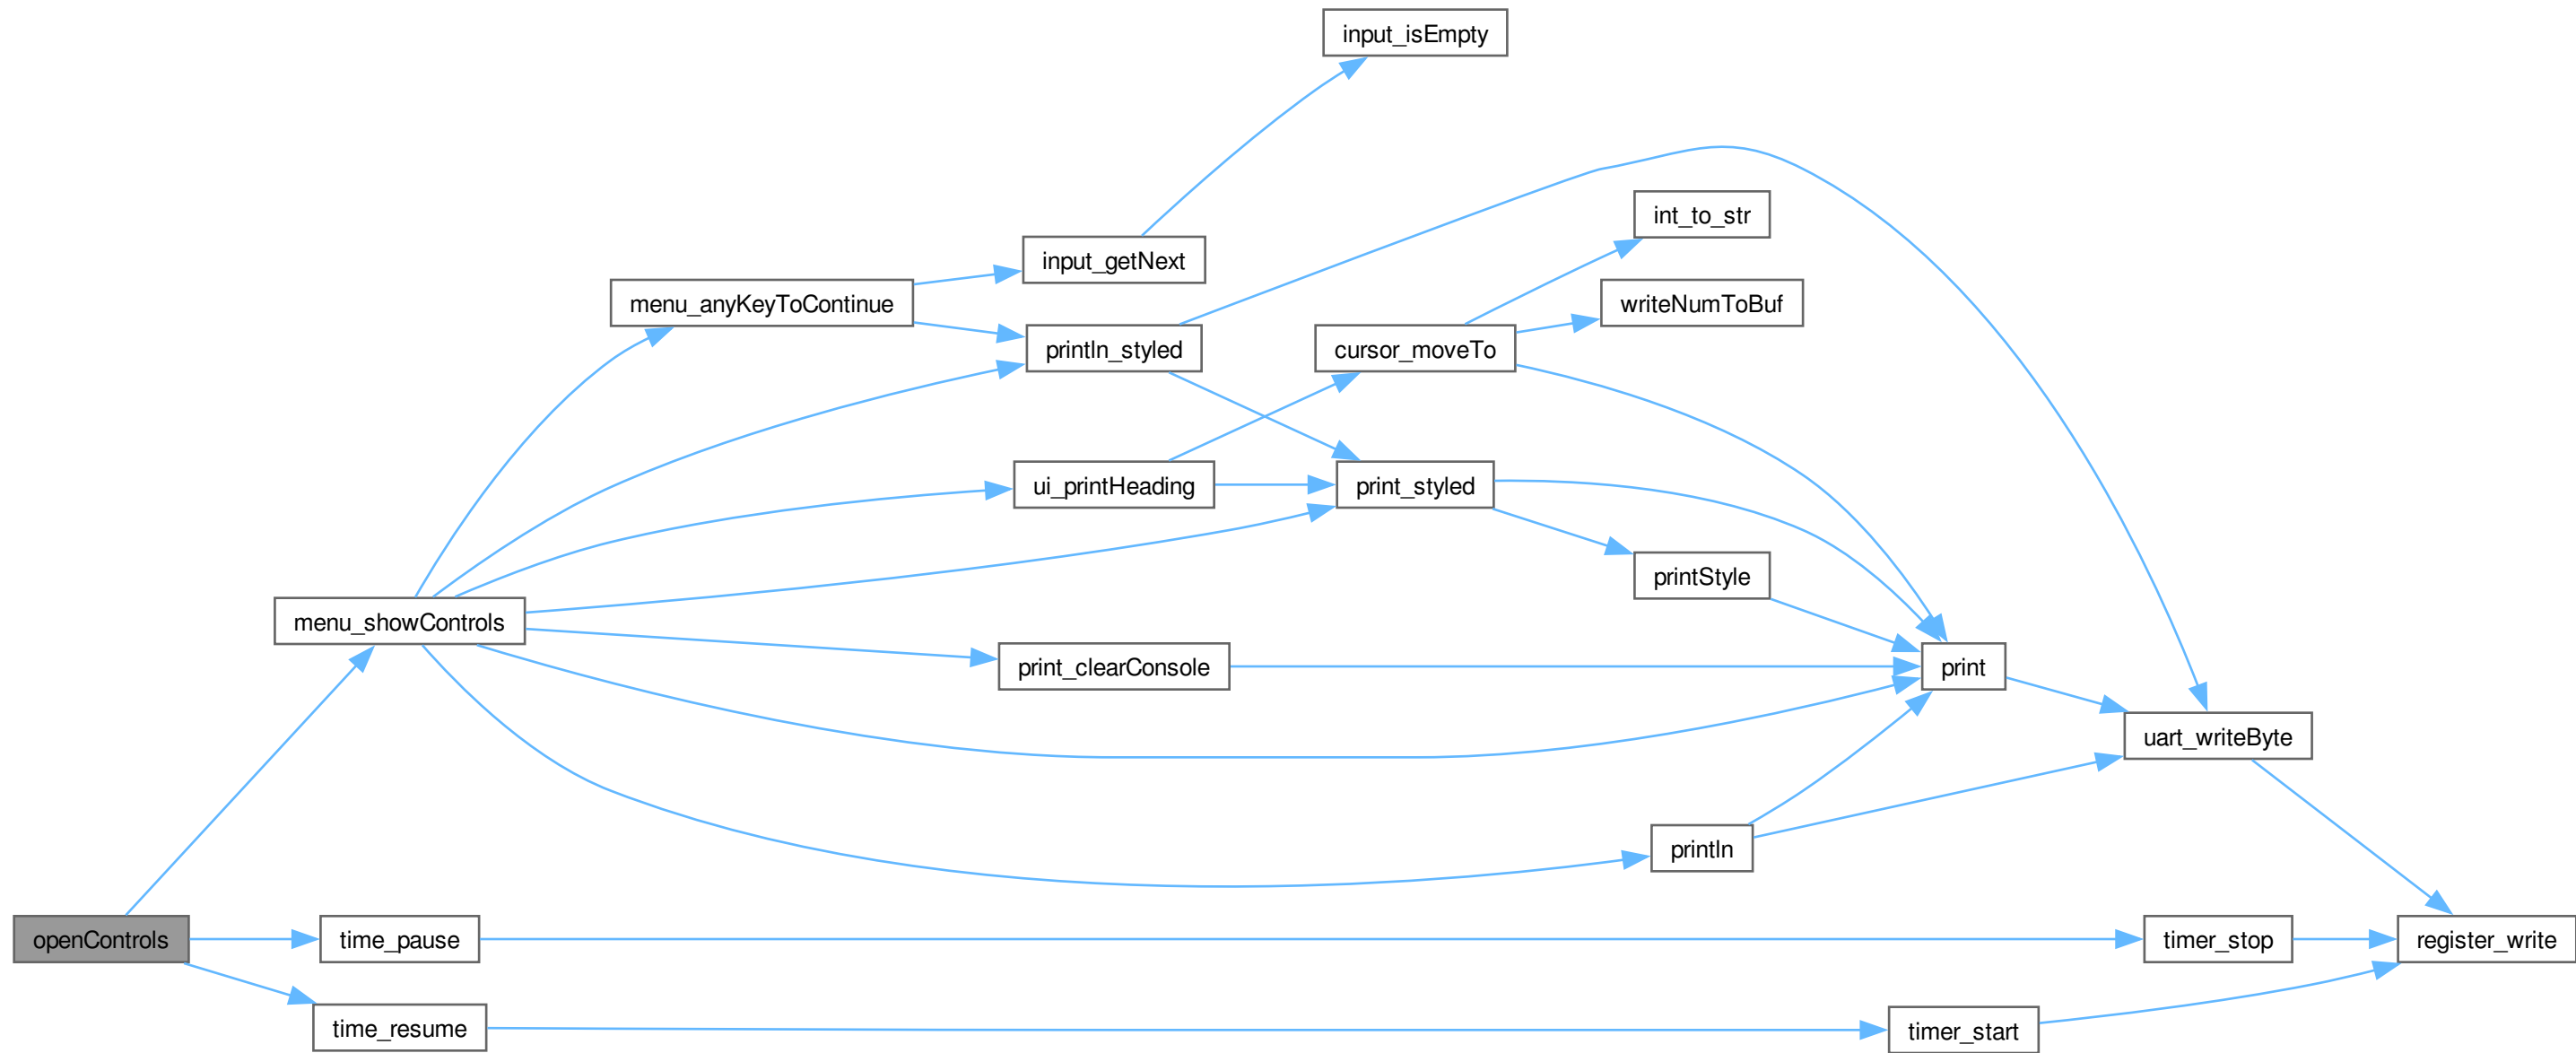 input_isEmpty
int_to_str
input_getNext
menu_anyKeyToContinue
writeNumToBuf
println_styled
cursor_moveTo
ui_printHeading
print_styled
printStyle
menu_showControls
print_clearConsole
print
uart_writeByte
println
openControls
time_pause
timer_stop
register_write
time_resume
timer_start